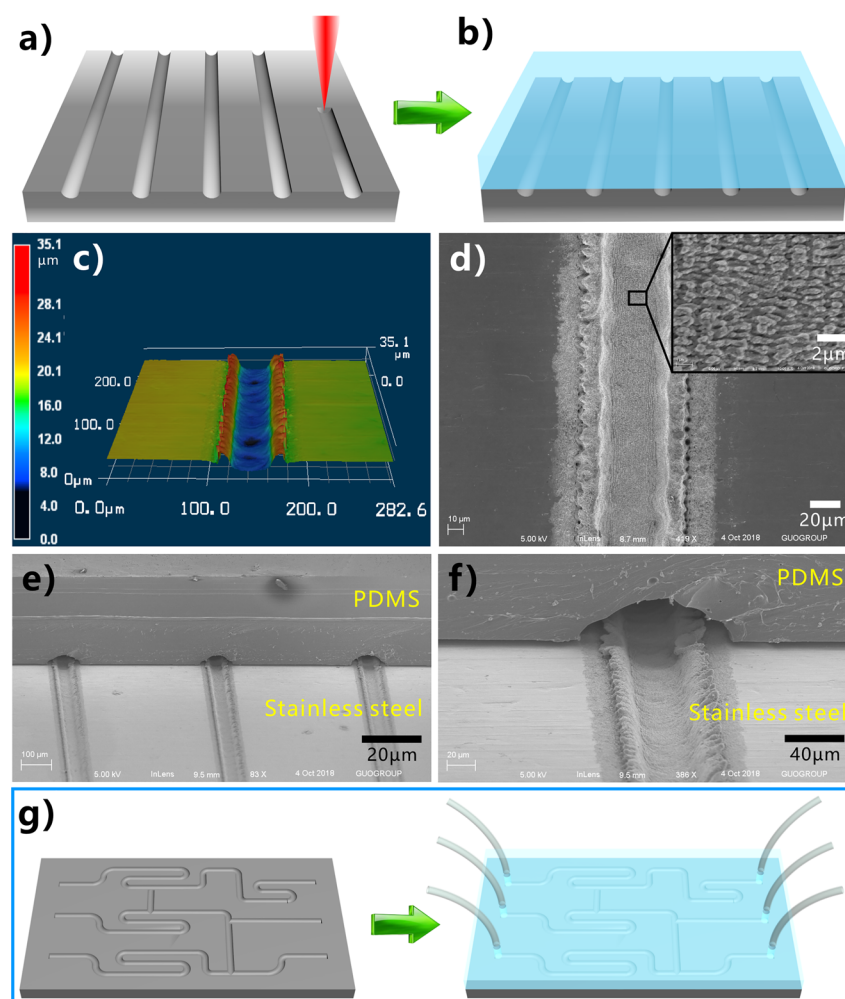 a)
b)
35.1
μm
28.1
24.1
20.1
16.0
12.0
8.0
4.0
0.0
c)
35.1
μm
0.0
200.0
100.0
0μm
0.0μm
100.0
200.0
282.6
d)
2μm
20μm
10 μm
5.00 kV
InLens
8.7 mm
419 X
4 Oct 2018
GUOGROUP
e)
PDMS
Stainless steel
20μm
100 μm
5.00 kV
InLens
9.5 mm
83 X
4 Oct 2018
GUOGROUP
f)
PDMS
Stainless steel
40μm
20 μm
5.00 kV
InLens
9.5 mm
386 X
4 Oct 2018
GUOGROUP
g)